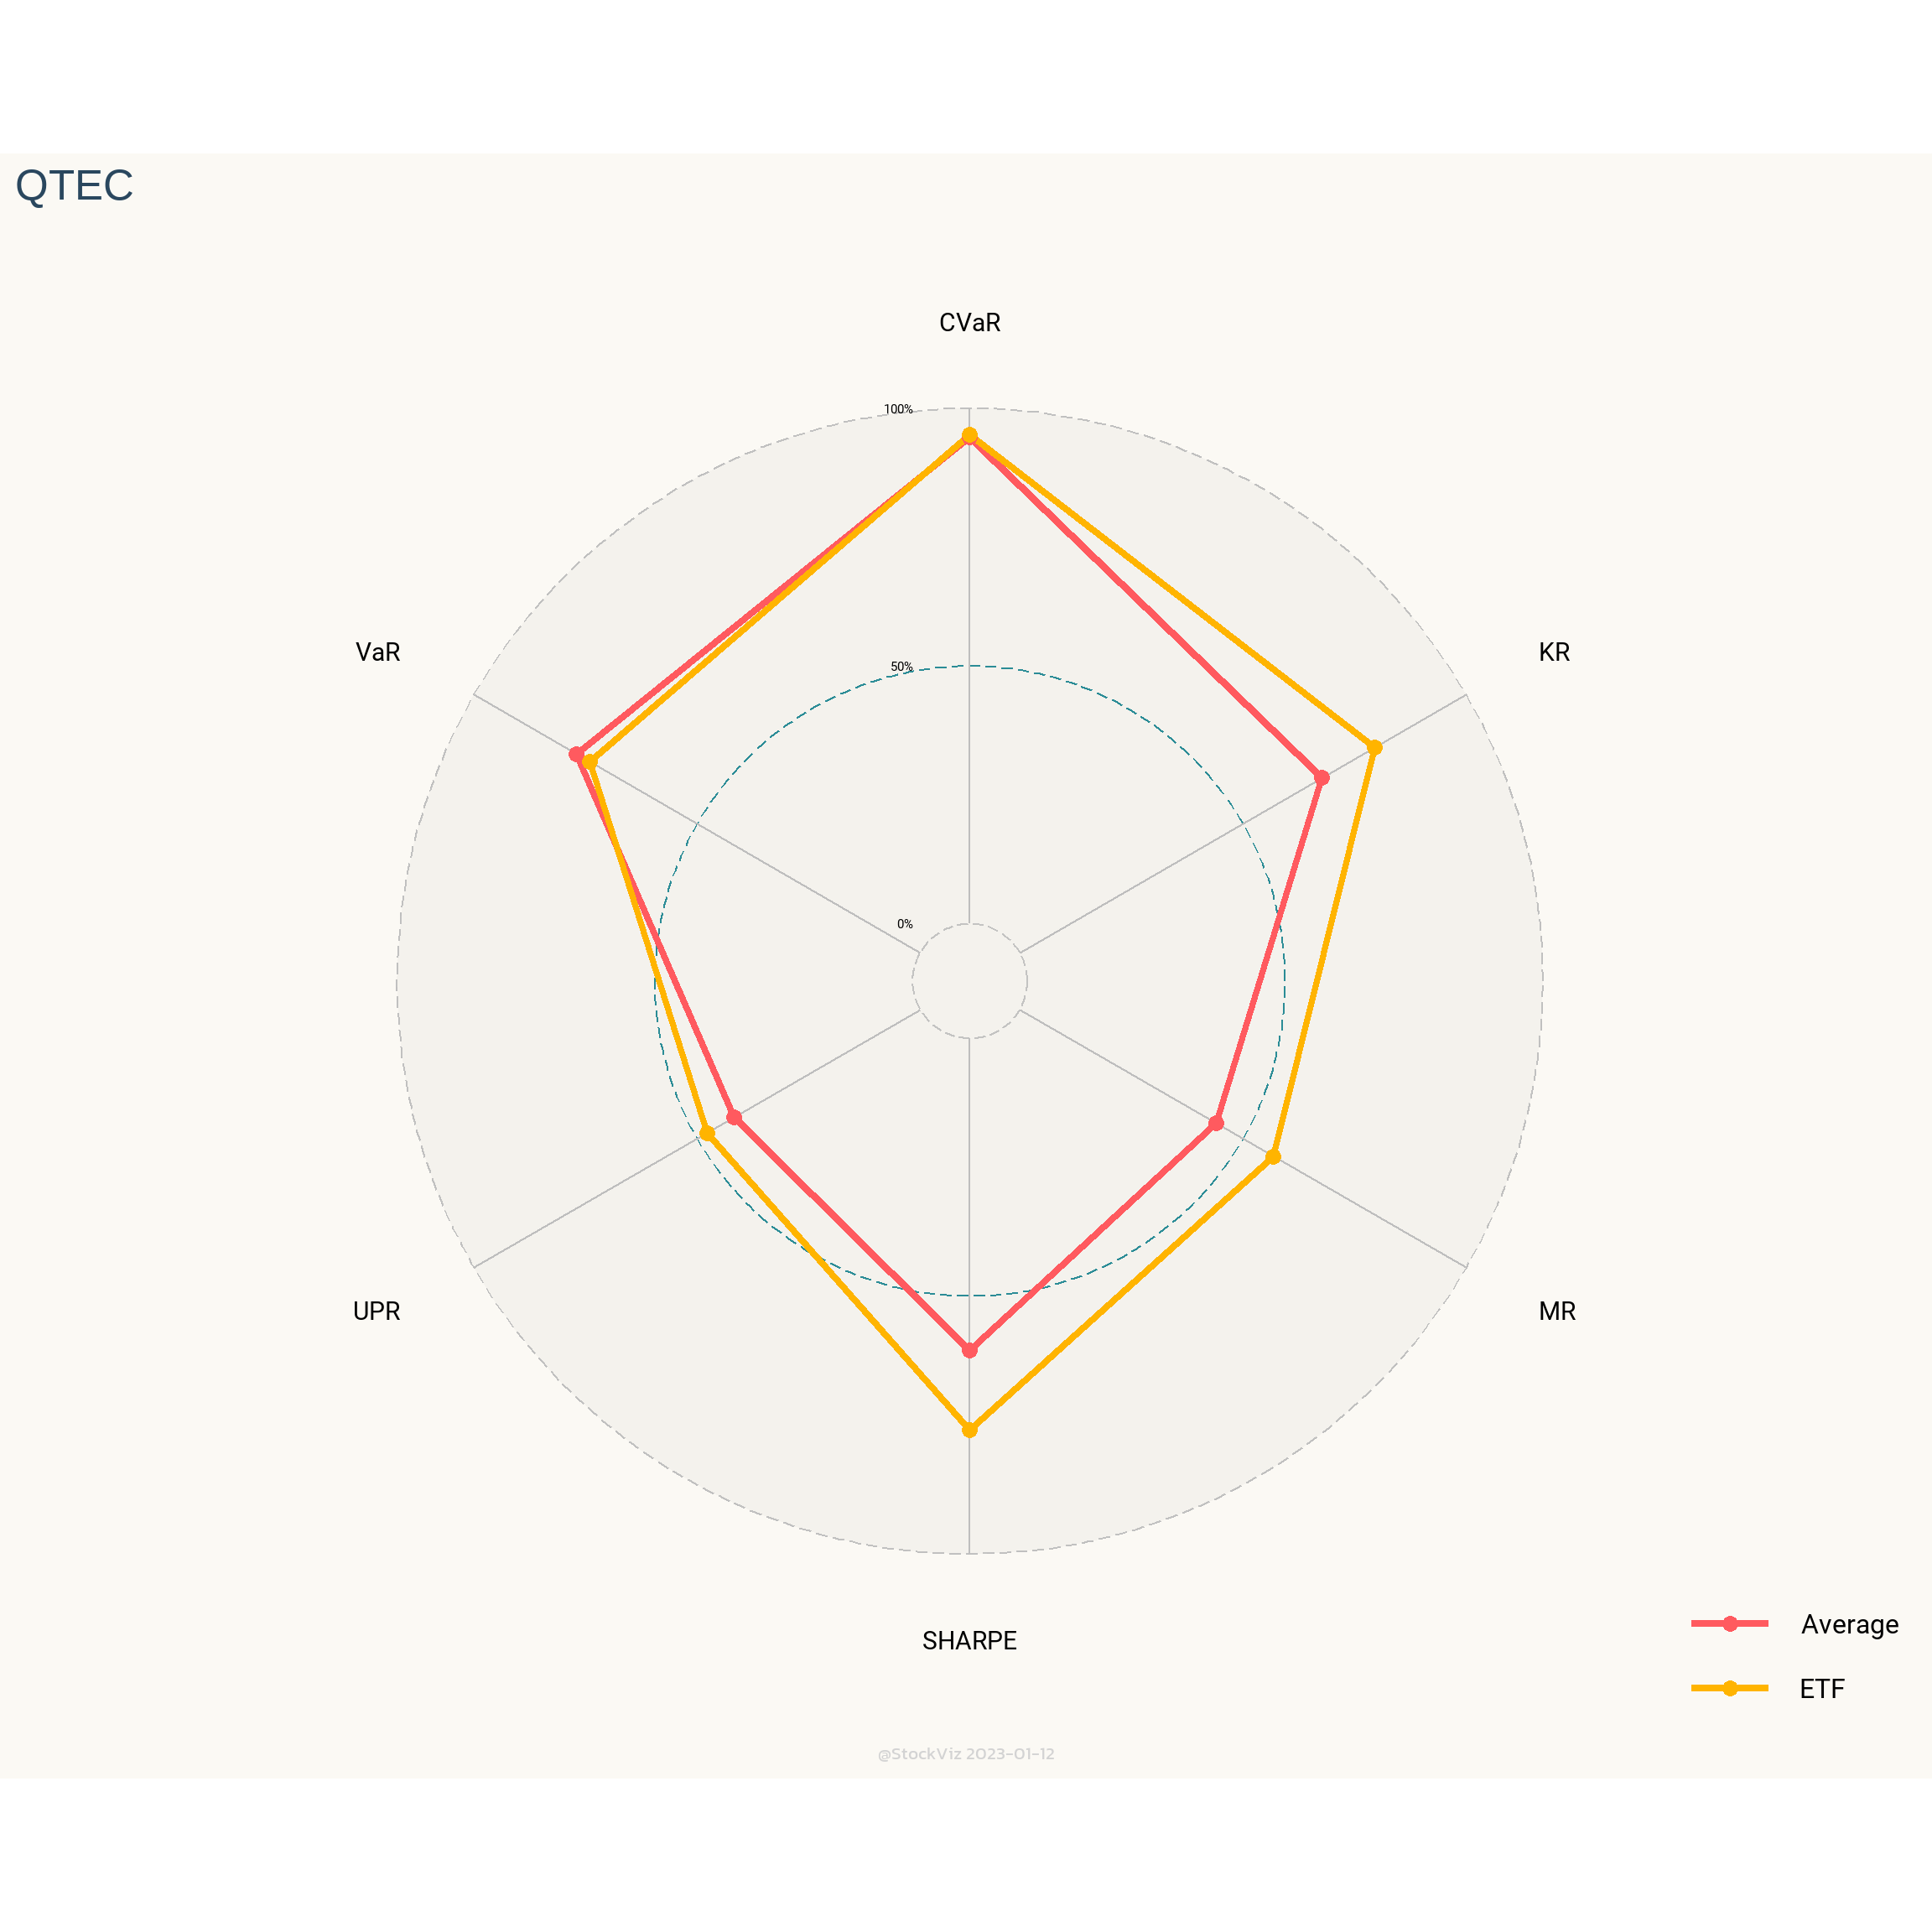 QTEC
CVaR
100%
VaR
KR
50%
0%
UPR
MR
SHARPE
Average
ETF
@StockViz 2023-01-12